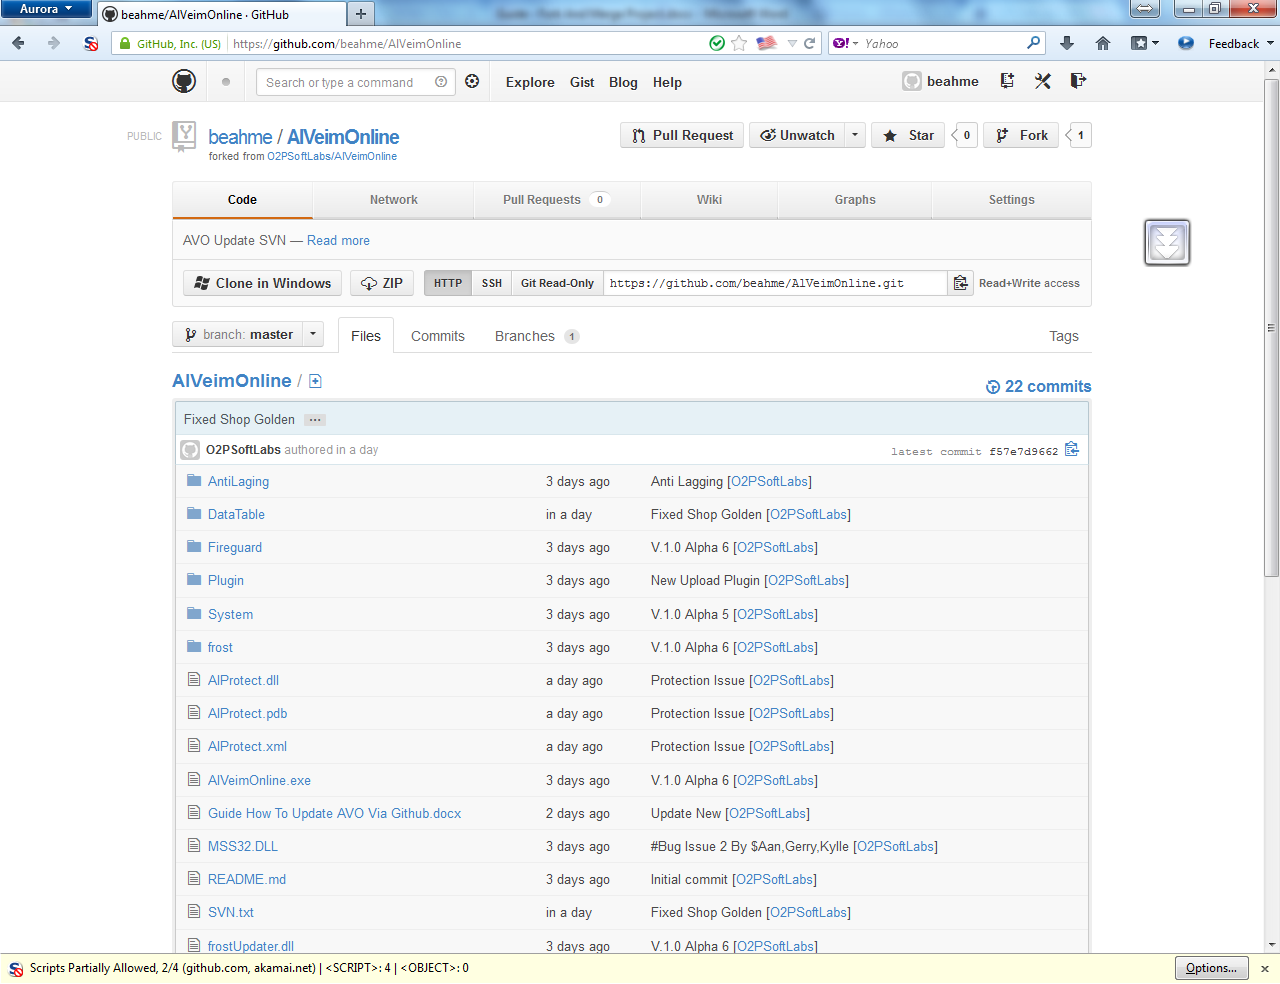 Aurora
beahme/AlVeimOnline · GitHub
GitHub, Inc. (US)
https://github.com/beahme/AlVeimOnline
Yahoo
Feedback
Search or type a command
Explore
Gist
Blog
Help
beahme
PUBLIC
beahme / AlVeimOnline
forked from O2PSoftLabs/AlVeimOnline
Pull Request
Unwatch
Star
0
Fork
1
Code
Network
Pull Requests 0
Wiki
Graphs
Settings
AVO Update SVN — Read more
Clone in Windows
ZIP
HTTP
SSH
Git Read-Only
https://github.com/beahme/AlVeimOnline.git
Read+Write access
branch: master
Files
Commits
Branches 1
Tags
AlVeimOnline /
22 commits
Fixed Shop Golden ...
O2PSoftLabs authored in a day
latest commit f57e7d9662
AntiLaging 3 days ago Anti Lagging [O2PSoftLabs]
DataTable in a day Fixed Shop Golden [O2PSoftLabs]
Fireguard 3 days ago V.1.0 Alpha 6 [O2PSoftLabs]
Plugin 3 days ago New Upload Plugin [O2PSoftLabs]
System 3 days ago V.1.0 Alpha 5 [O2PSoftLabs]
frost 3 days ago V.1.0 Alpha 6 [O2PSoftLabs]
AlProtect.dll a day ago Protection Issue [O2PSoftLabs]
AlProtect.pdb a day ago Protection Issue [O2PSoftLabs]
AlProtect.xml a day ago Protection Issue [O2PSoftLabs]
AlVeimOnline.exe 3 days ago V.1.0 Alpha 6 [O2PSoftLabs]
Guide How To Update AVO Via Github.docx 2 days ago Update New [O2PSoftLabs]
MSS32.DLL 3 days ago #Bug Issue 2 By $Aan,Gerry,Kylle [O2PSoftLabs]
README.md 3 days ago Initial commit [O2PSoftLabs]
SVN.txt in a day Fixed Shop Golden [O2PSoftLabs]
frostUpdater.dll 3 days ago V.1.0 Alpha 6 [O2PSoftLabs]
Scripts Partially Allowed, 2/4 (github.com, akamai.net) | <SCRIPT>: 4 | <OBJECT>: 0
Options...